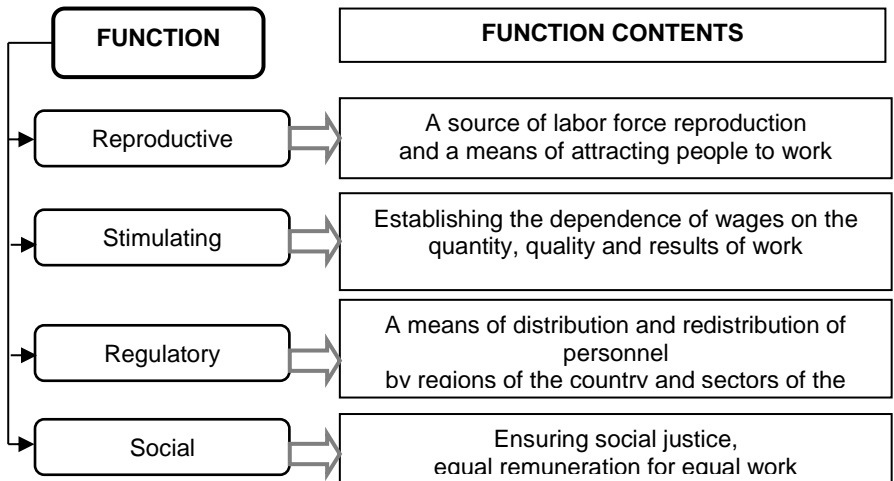 FUNCTION
FUNCTION CONTENTS
Reproductive
A source of labor force reproduction
and a means of attracting people to work
Stimulating
Establishing the dependence of wages on the
quantity, quality and results of work
Regulatory
A means of distribution and redistribution of
personnel
by regions of the country and sectors of the
Social
Ensuring social justice,
equal remuneration for equal work